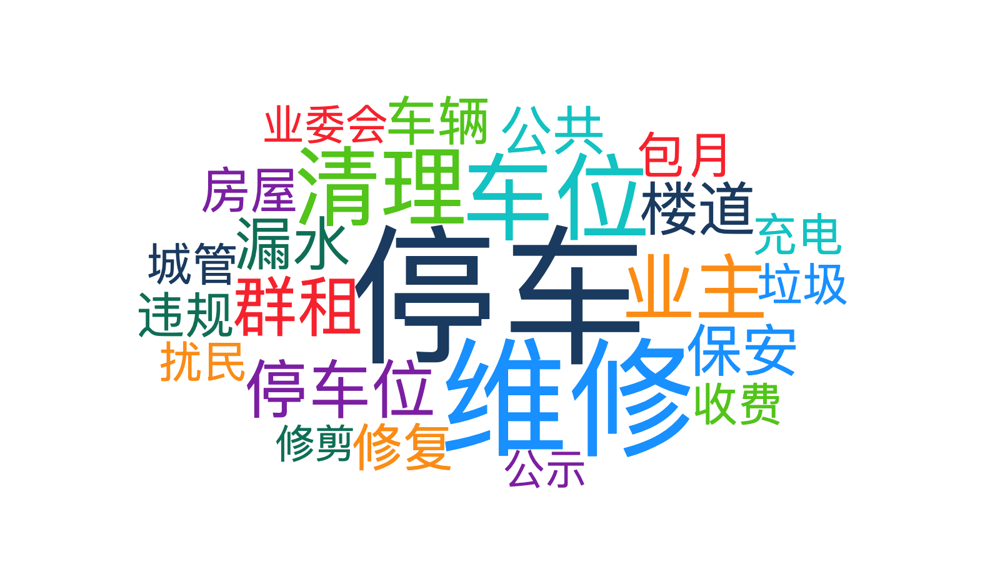 业委会
车辆
公共
包月
房屋
清理
车位
楼道
充电
城管
漏水
停车
业主
垃圾
违规
群租
保安
扰民
停车位
维修
收费
修剪
修复
公示